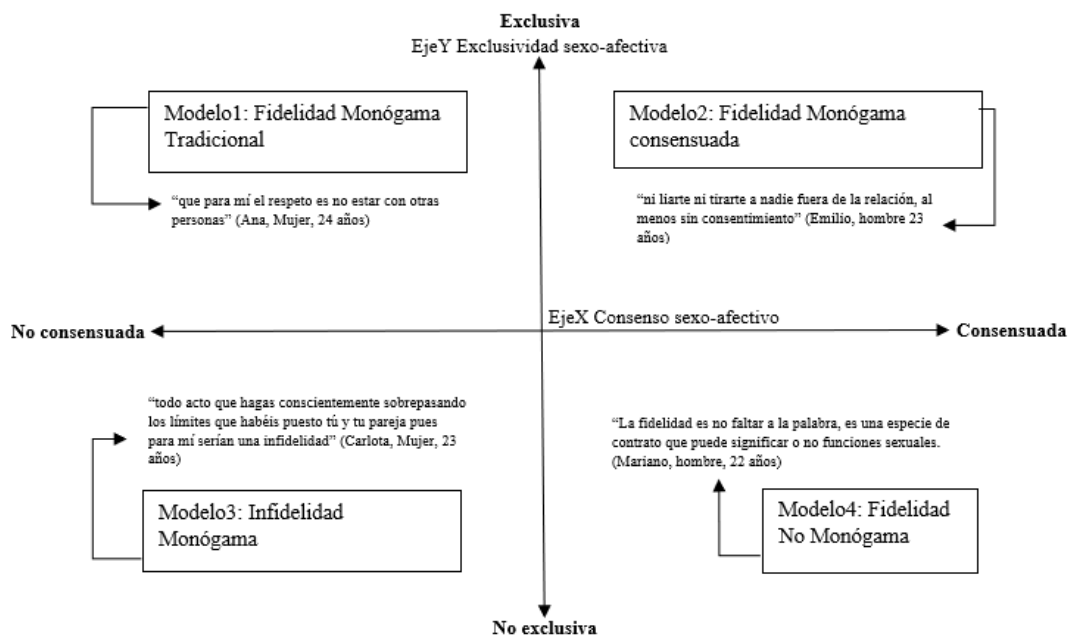 Exclusiva
EjeY Exclusividad sexo-afectiva
Modelo1: Fidelidad Monógama
Tradicional
Modelo2: Fidelidad Monógama
consensuada
“que para mí el respeto es no estar con otras
personas” (Ana, Mujer, 24 años)
“ni liarte ni tirarte a nadie fuera de la relación, al
menos sin consentimiento” (Emilio, hombre 23
años)
No consensuada
EjeX Consenso sexo-afectivo
Consensuada
“todo acto que hagas conscientemente sobrepasando
los límites que habéis puesto tú y tu pareja pues
para mí serían una infidelidad” (Carlota, Mujer, 23
años)
“La fidelidad es no faltar a la palabra, es una especie de
contrato que puede significar o no funciones sexuales.
(Mariano, hombre, 22 años)
Modelo3: Infidelidad
Monógama
Modelo4: Fidelidad
No Monógama
No exclusiva